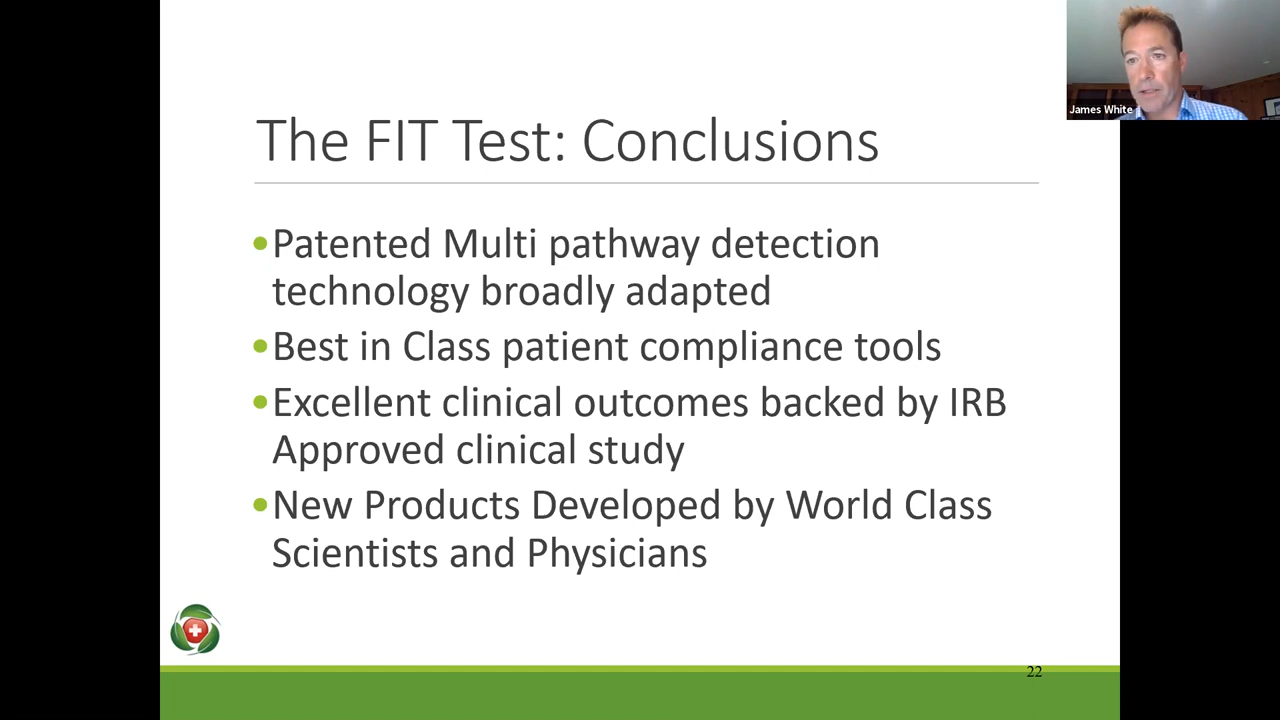 James White
The FIT Test: Conclusions
•Patented Multi pathway detection
technology broadly adapted
•Best in Class patient compliance tools
•Excellent clinical outcomes backed by IRB
Approved clinical study
•New Products Developed by World Class
Scientists and Physicians
22